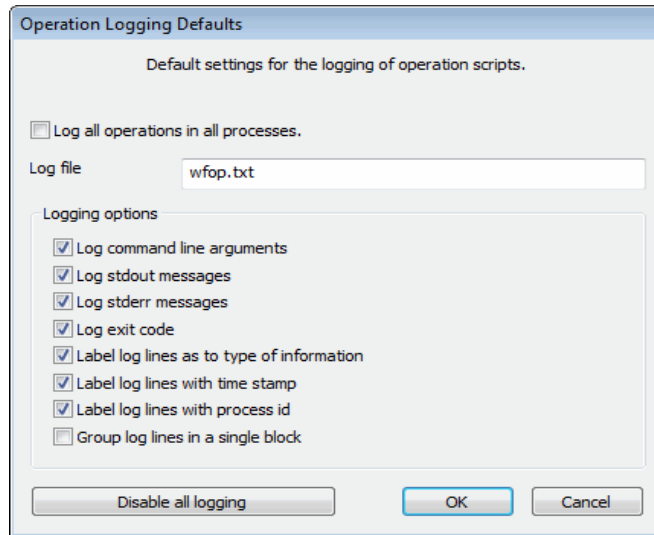 Operation Logging Defaults
Default settings for the logging of operation scripts.
Log all operations in all processes.
Log file
wfop.txt
Logging options
Log command line arguments
Log stdout messages
Log stderr messages
Log exit code
Label log lines as to type of information
Label log lines with time stamp
Label log lines with process id
Group log lines in a single block
Disable all logging
OK
Cancel